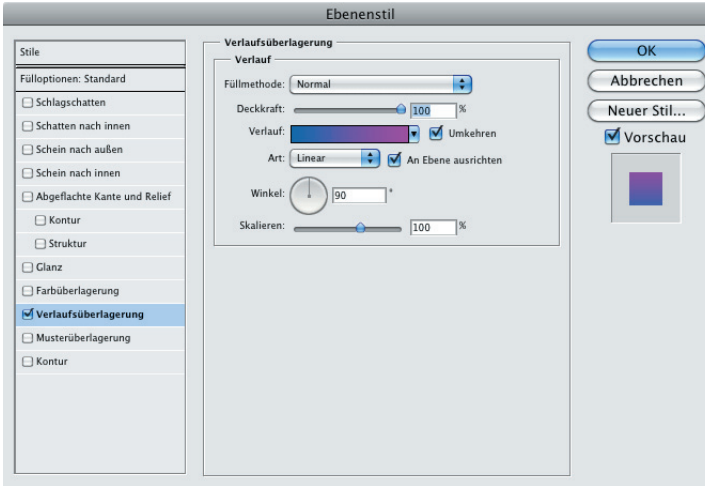 Ebenenstil
Stile
Fülloptionen: Standard
Schlagschatten
Schatten nach innen
Schein nach außen
Schein nach innen
Abgeflachte Kante und Relief
Kontur
Struktur
Glanz
Farbüberlagerung
Verlaufsüberlagerung
Musterüberlagerung
Kontur
Verlaufsüberlagerung
Verlauf
Füllmethode: Normal
Deckkraft: 100 %
Verlauf: Umkehren
Art: Linear An Ebene ausrichten
Winkel: 90 °
Skalieren: 100 %
OK
Abbrechen
Neuer Stil...
Vorschau